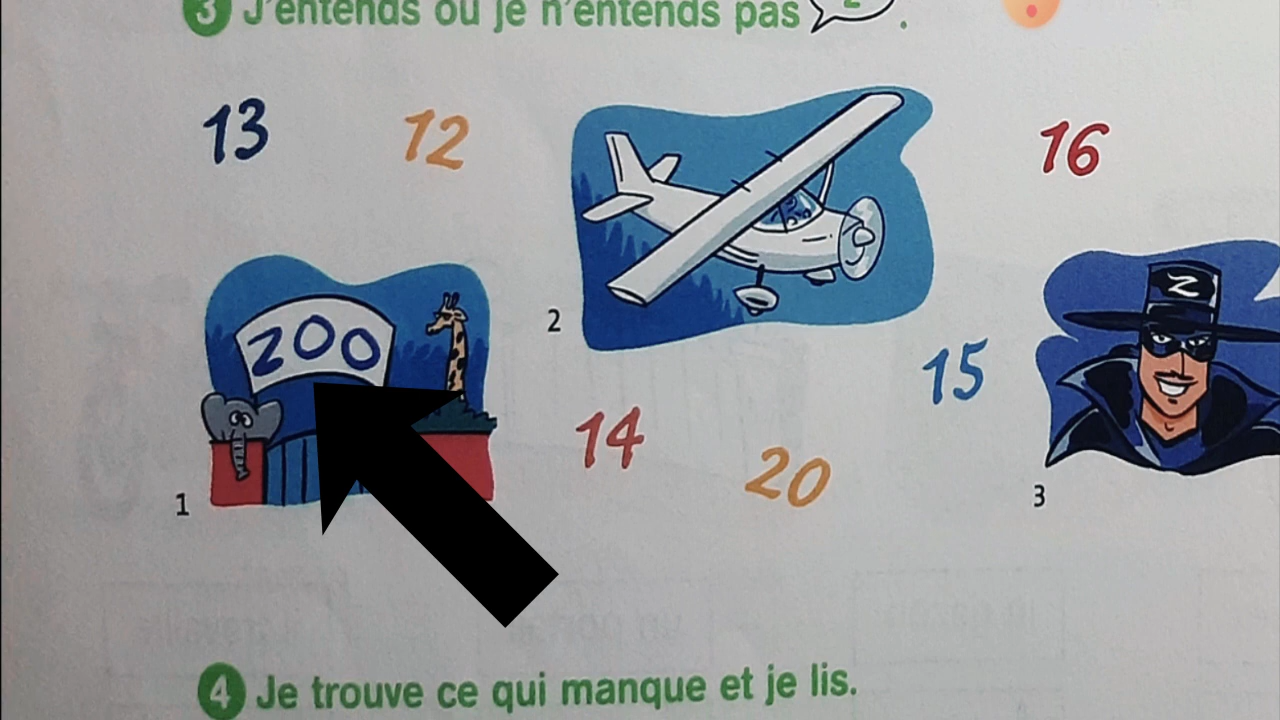 3 J'entends ou je n'entends pas z .
13 12 16
ZOO
Z
2
15
14
20
1
3
4 Je trouve ce qui manque et je lis.